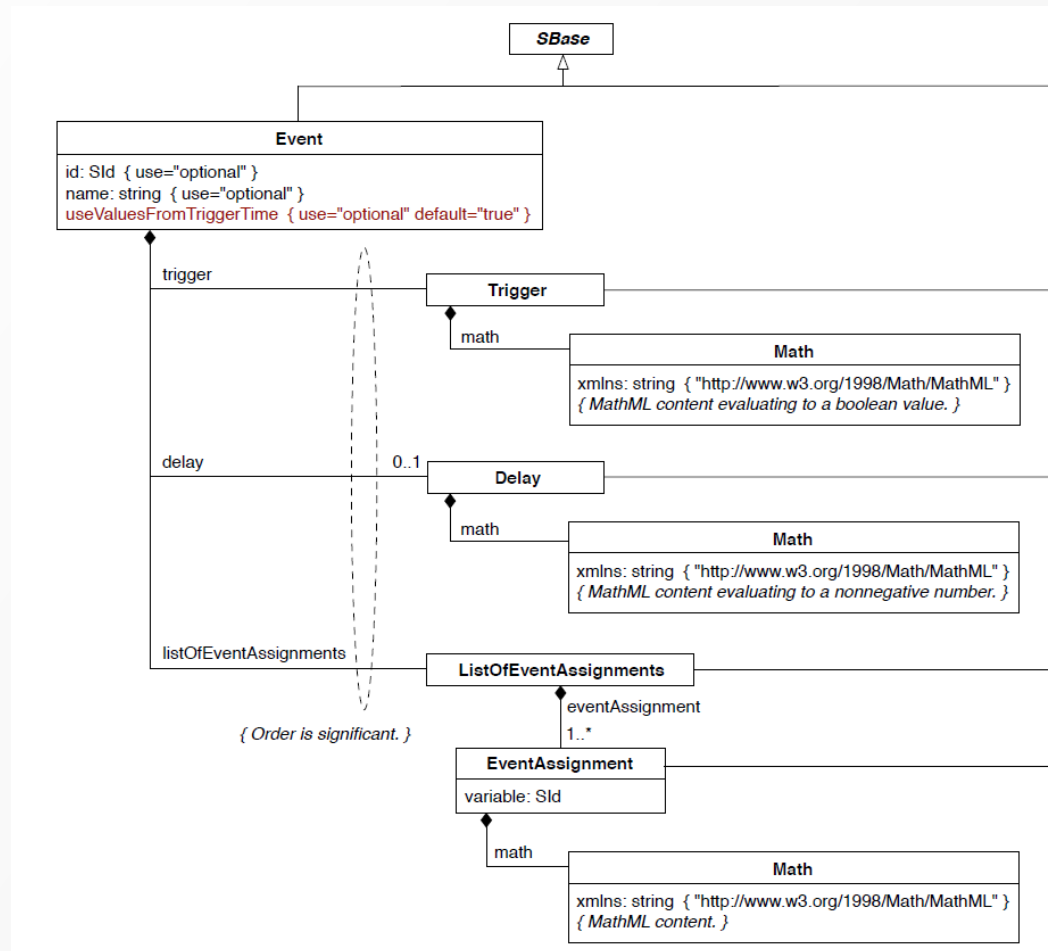 SBase
Event
id: SId { use="optional" }
name: string { use="optional" }
useValuesFromTriggerTime { use="optional" default="true" }
trigger
Trigger
math
Math
xmlns: string { "http://www.w3.org/1998/Math/MathML" }
{ MathML content evaluating to a boolean value. }
delay
0..1
Delay
math
Math
xmlns: string { "http://www.w3.org/1998/Math/MathML" }
{ MathML content evaluating to a nonnegative number. }
listOfEventAssignments
ListOfEventAssignments
{ Order is significant. }
eventAssignment
1..*
EventAssignment
variable: SId
math
Math
xmlns: string { "http://www.w3.org/1998/Math/MathML" }
{ MathML content. }